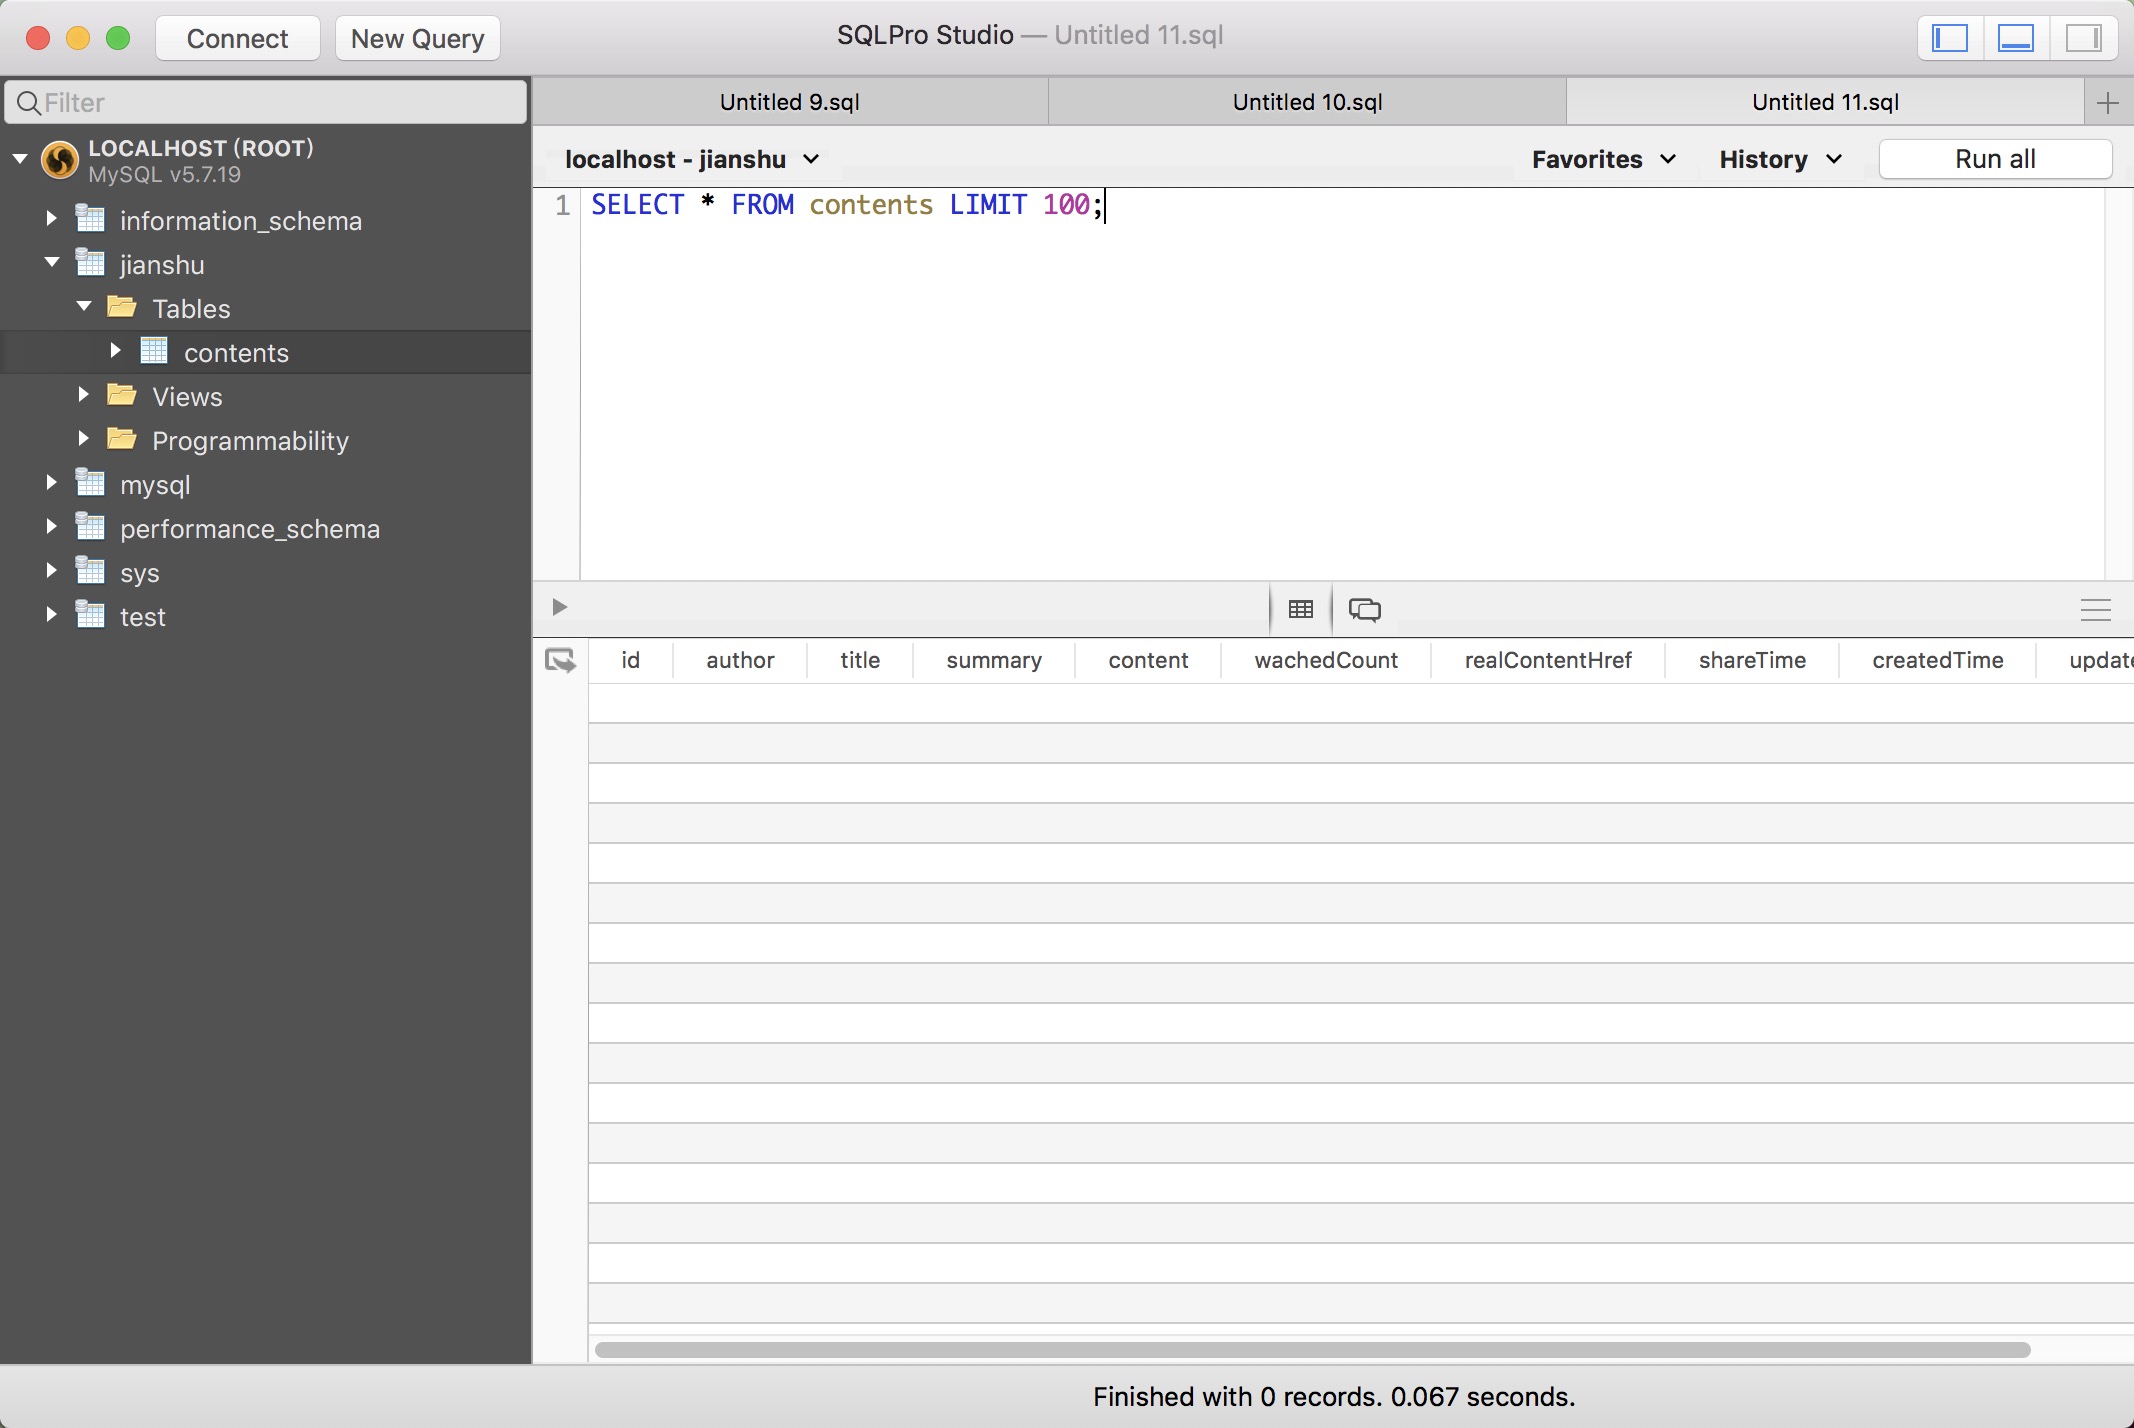 Connect
New Query
SQLPro Studio — Untitled 11.sql
Filter
Untitled 9.sql
Untitled 10.sql
Untitled 11.sql
LOCALHOST (ROOT)
MySQL v5.7.19
localhost - jianshu
Favorites
History
Run all
1 SELECT * FROM contents LIMIT 100;
information_schema
jianshu
Tables
contents
Views
Programmability
mysql
performance_schema
sys
test
id author title summary content wachedCount realContentHref shareTime createdTime update
Finished with 0 records. 0.067 seconds.